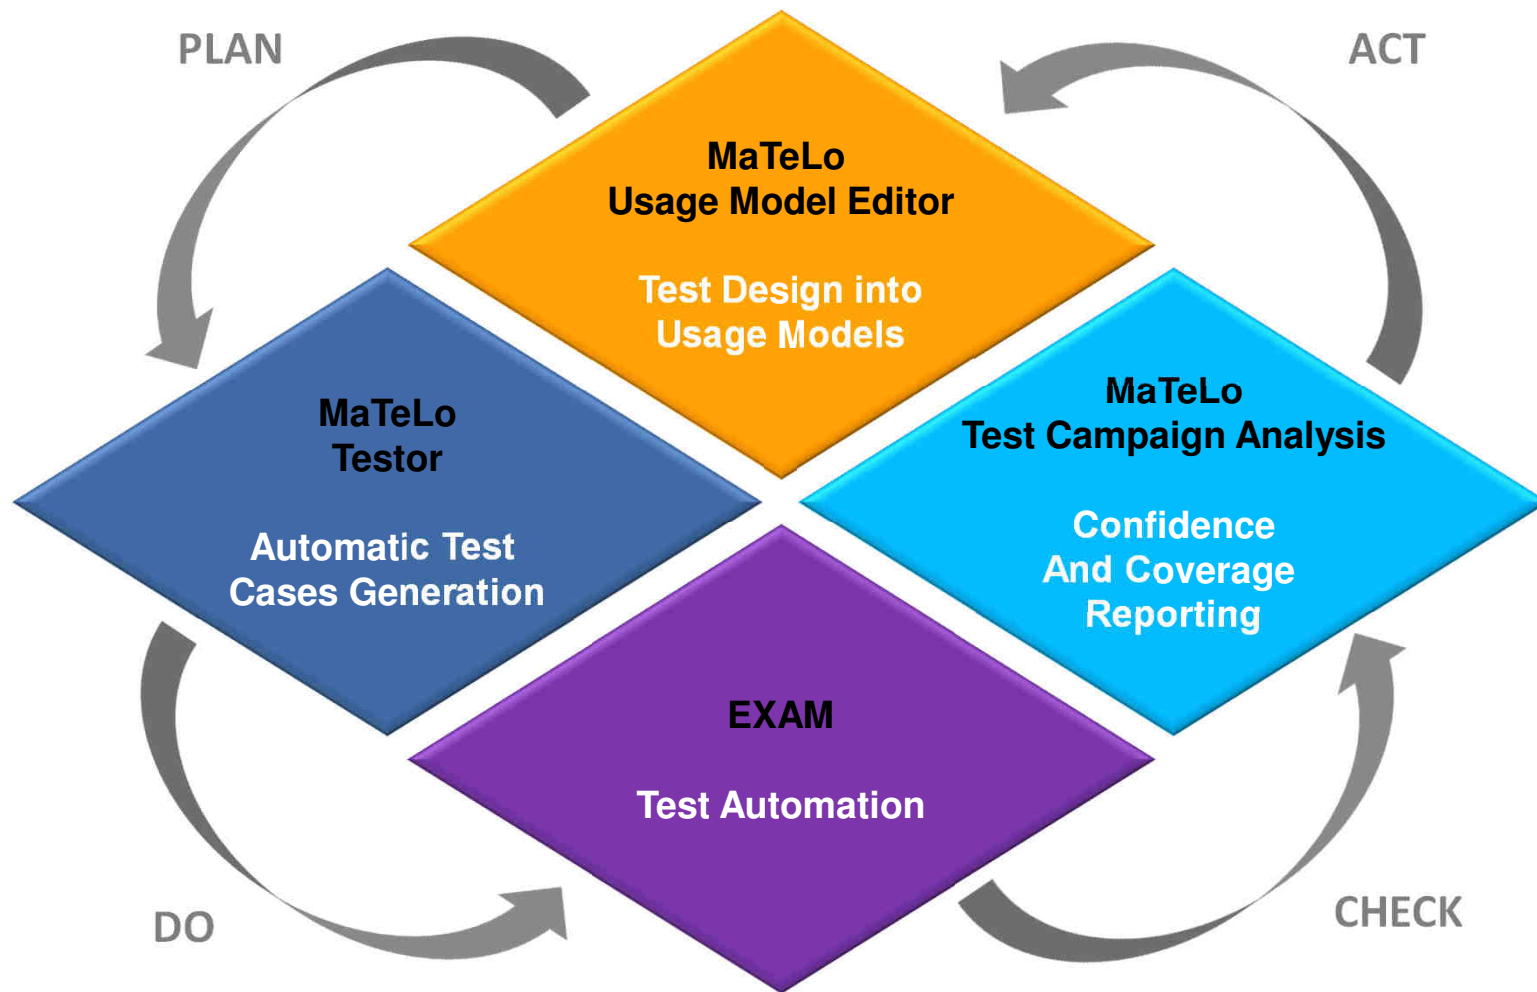 PLAN
ACT
MaTeLo
Usage Model Editor
Test Design into
Usage Models
MaTeLo
Testor
Automatic Test
Cases Generation
MaTeLo
Test Campaign Analysis
Confidence
And Coverage
Reporting
EXAM
Test Automation
DO
CHECK